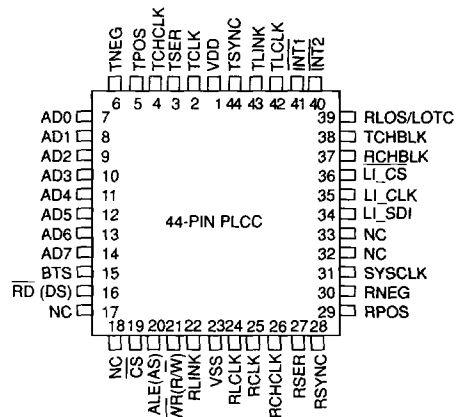 TNEG
TPOS
TCHCLK
TSER
TCLK
VDD
TSYNC
TLINK
TLCLK
INT1
INT2
6 5 4 3 2 1 44 43 42 41 40
AD0 7
AD1 8
AD2 9
AD3 10
AD4 11
AD5 12
AD6 13
AD7 14
BTS 15
RD (DS) 16
NC 17
44-PIN PLCC
39 RLOS/LOTC
38 TCHBLK
37 RCHBLK
36 LI_CS
35 LI_CLK
34 LI_SDI
33 NC
32 NC
31 SYSCLK
30 RNEG
29 RPOS
18 19 20 21 22 23 24 25 26 27 28
NC
CS
ALE(AS)
WR(R/W)
RLINK
VSS
RLCLK
RCLK
RCHCLK
RSER
RSYNC